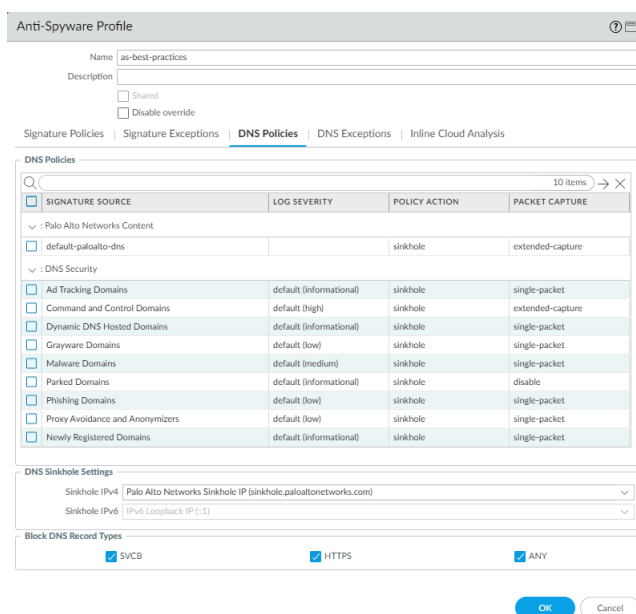 Anti-Spyware Profile
Name as-best-practices
Description
Shared
Disable override
Signature Policies | Signature Exceptions | DNS Policies | DNS Exceptions | Inline Cloud Analysis
DNS Policies
10 items
SIGNATURE SOURCE LOG SEVERITY POLICY ACTION PACKET CAPTURE
: Palo Alto Networks Content
default-paloalto-dns sinkhole extended-capture
: DNS Security
Ad Tracking Domains default (informational) sinkhole single-packet
Command and Control Domains default (high) sinkhole extended-capture
Dynamic DNS Hosted Domains default (informational) sinkhole single-packet
Grayware Domains default (low) sinkhole single-packet
Malware Domains default (medium) sinkhole single-packet
Parked Domains default (informational) sinkhole disable
Phishing Domains default (low) sinkhole single-packet
Proxy Avoidance and Anonymizers default (low) sinkhole single-packet
Newly Registered Domains default (informational) sinkhole single-packet
DNS Sinkhole Settings
Sinkhole IPv4 Palo Alto Networks Sinkhole IP (sinkhole.paloaltonetworks.com)
Sinkhole IPv6 IPv6 Loopback IP (::1)
Block DNS Record Types
SVCB HTTPS ANY
OK Cancel